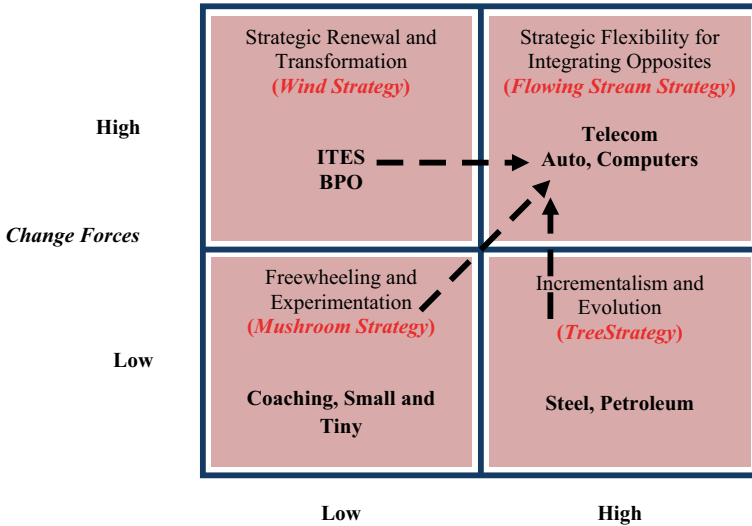 Strategic Renewal and
Transformation
(Wind Strategy)
ITES
BPO
Strategic Flexibility for
Integrating Opposites
(Flowing Stream Strategy)
Telecom
Auto, Computers
High
Change Forces
Freewheeling and
Experimentation
(Mushroom Strategy)
Coaching, Small and
Tiny
Incrementalism and
Evolution
(TreeStrategy)
Steel, Petroleum
Low
Low
High